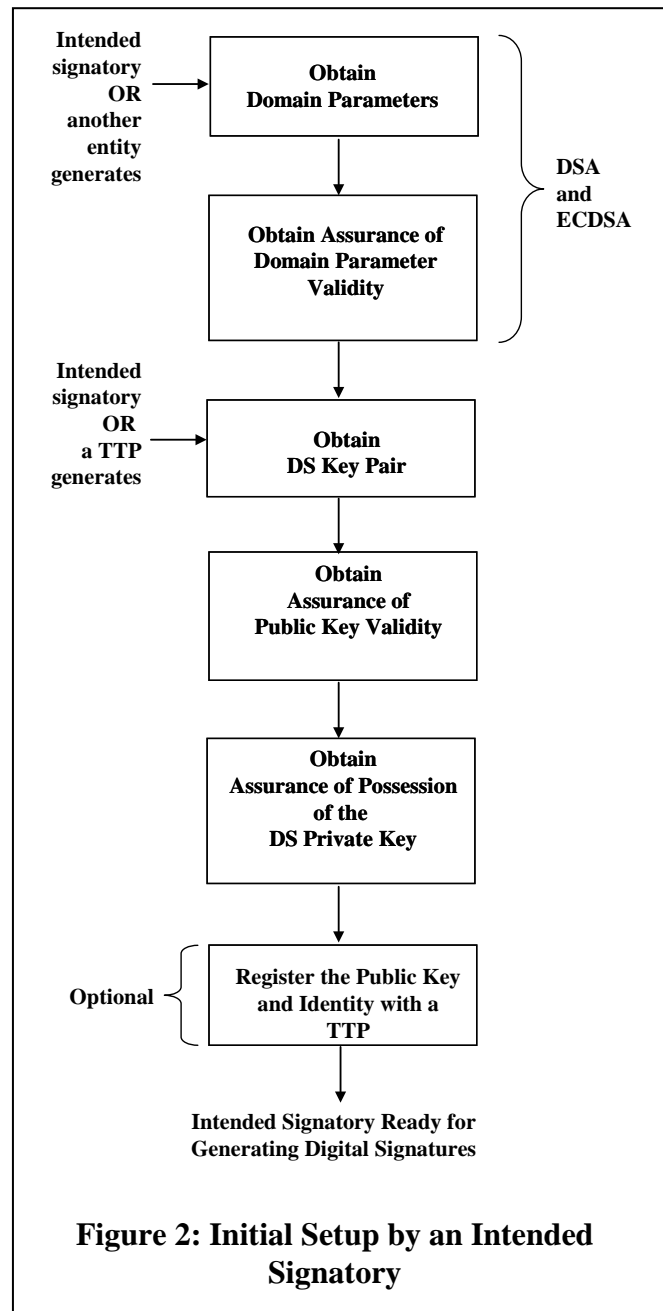 Intended
signatory
OR
another
entity
generates
Obtain
Domain Parameters
DSA
and
ECDSA
Obtain Assurance of
Domain Parameter
Validity
Intended
signatory
OR
a TTP
generates
Obtain
DS Key Pair
Obtain
Assurance of
Public Key Validity
Obtain
Assurance of Possession
of the
DS Private Key
Optional
Register the Public Key
and Identity with a
TTP
Intended Signatory Ready for
Generating Digital Signatures
Figure 2: Initial Setup by an Intended
Signatory